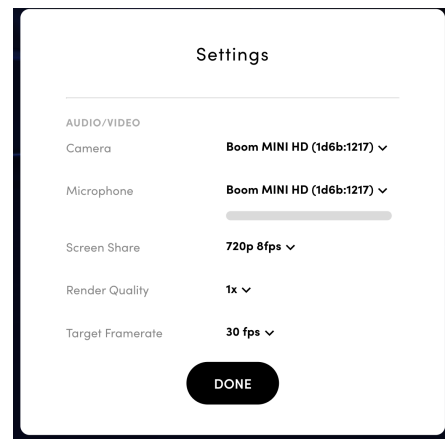 Settings
AUDIO/VIDEO
Camera Boom MINI HD (1d6b:1217)
Microphone Boom MINI HD (1d6b:1217)
Screen Share 720p 8fps
Render Quality 1x
Target Framerate 30 fps
DONE